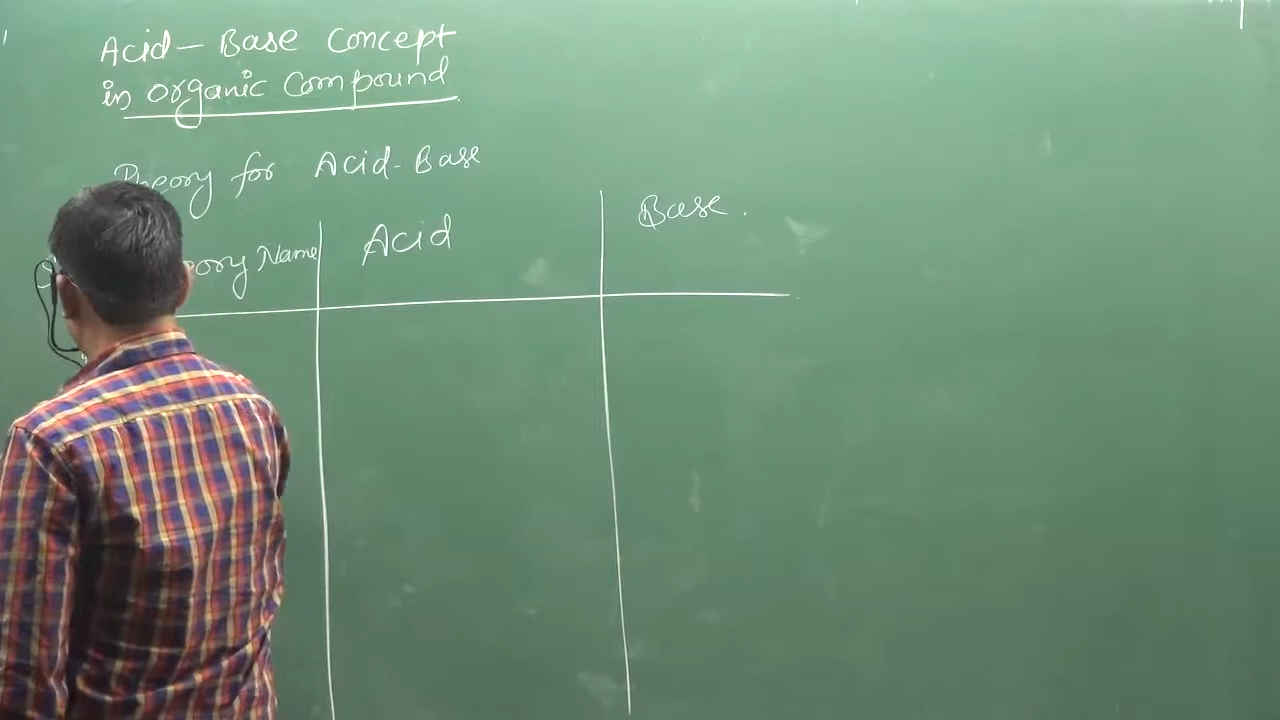 Acid - Base Concept
in organic compound
Theory for Acid-Base
Name Acid Base.